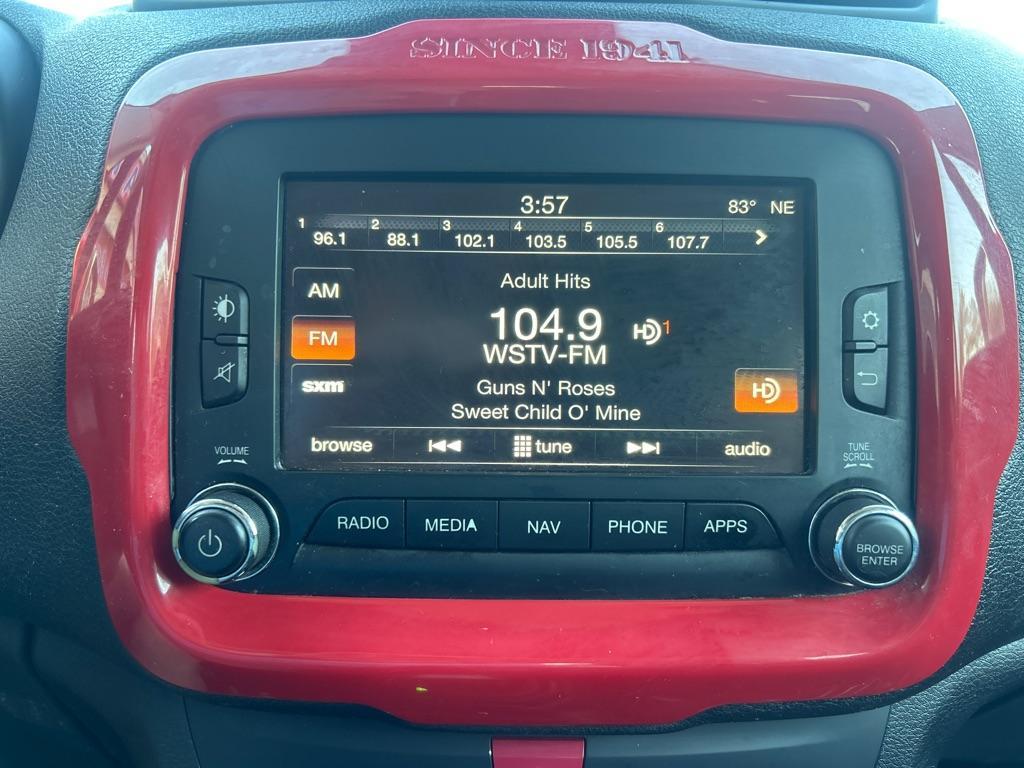 SINCE 1941
3:57
83° NE
1 96.1 2 88.1 3 102.1 4 103.5 5 105.5 6 107.7 >
Adult Hits
AM
104.9 HD 1
FM
WSTV-FM
sxm
Guns N' Roses
HD
Sweet Child O' Mine
browse tune audio
VOLUME
TUNE
SCROLL
RADIO MEDIA NAV PHONE APPS
BROWSE
ENTER